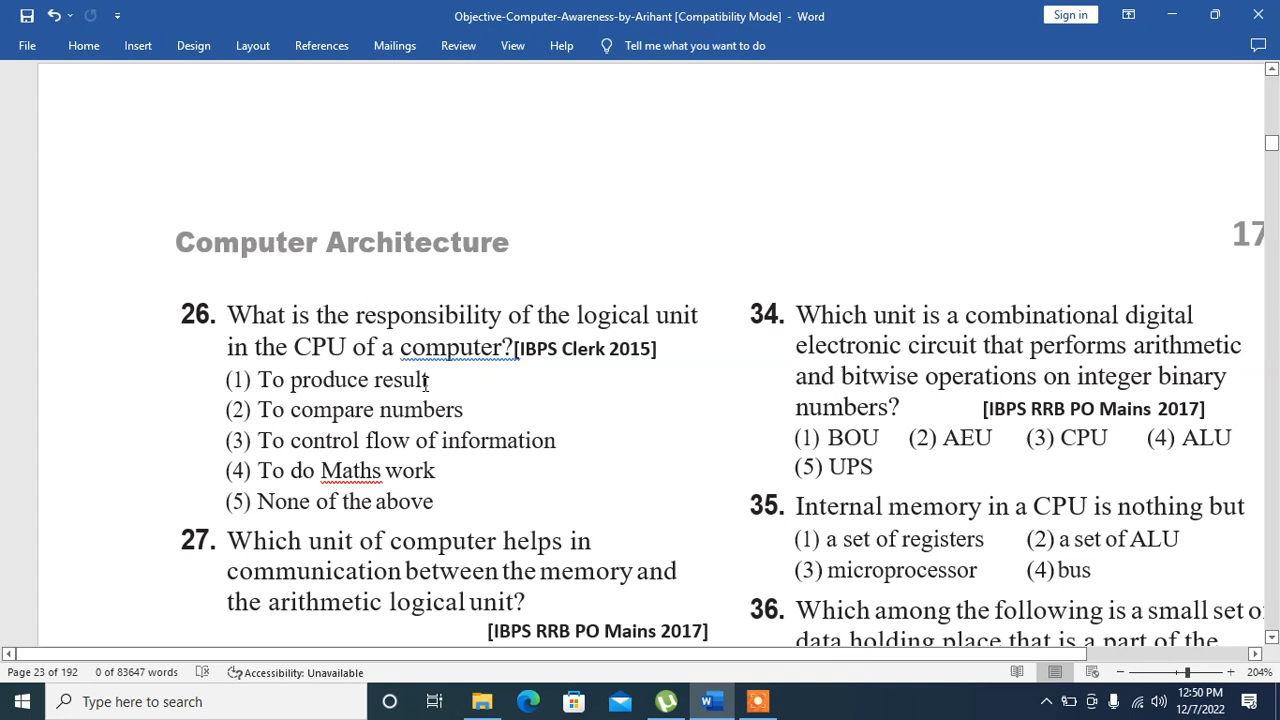 Objective-Computer-Awareness-by-Arihant [Compatibility Mode] - Word
Sign in
File Home Insert Design Layout References Mailings Review View Help Tell me what you want to do
Computer Architecture
17
26. What is the responsibility of the logical unit
in the CPU of a computer?[IBPS Clerk 2015]
(1) To produce result
(2) To compare numbers
(3) To control flow of information
(4) To do Maths work
(5) None of the above
27. Which unit of computer helps in
communication between the memory and
the arithmetic logical unit?
[IBPS RRB PO Mains 2017]
34. Which unit is a combinational digital
electronic circuit that performs arithmetic
and bitwise operations on integer binary
numbers? [IBPS RRB PO Mains 2017]
(1) BOU (2) AEU (3) CPU (4) ALU
(5) UPS
35. Internal memory in a CPU is nothing but
(1) a set of registers (2) a set of ALU
(3) microprocessor (4) bus
36. Which among the following is a small set of
data holding place that is a part of the
Page 23 of 192 0 of 83647 words Accessibility: Unavailable 204%
Type here to search
12:50 PM
12/7/2022